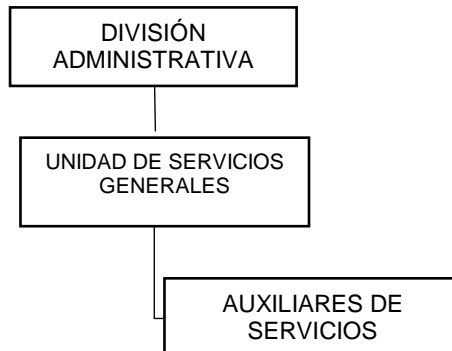 DIVISIÓN
ADMINISTRATIVA
UNIDAD DE SERVICIOS
GENERALES
AUXILIARES DE
SERVICIOS